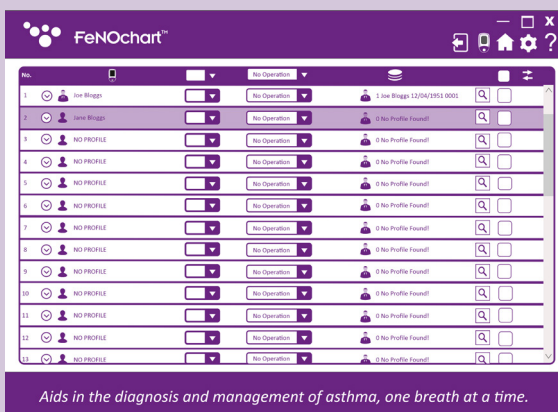 FeNOchart™
?
No. No Operation
1 Joe Bloggs No Operation 1 Joe Bloggs 12/04/1951 0001
2 Jane Bloggs No Operation 0 No Profile Found!
3 NO PROFILE No Operation 0 No Profile Found!
4 NO PROFILE No Operation 0 No Profile Found!
5 NO PROFILE No Operation 0 No Profile Found!
6 NO PROFILE No Operation 0 No Profile Found!
7 NO PROFILE No Operation 0 No Profile Found!
8 NO PROFILE No Operation 0 No Profile Found!
9 NO PROFILE No Operation 0 No Profile Found!
10 NO PROFILE No Operation 0 No Profile Found!
11 NO PROFILE No Operation 0 No Profile Found!
12 NO PROFILE No Operation 0 No Profile Found!
13 NO PROFILE No Operation 0 No Profile Found!
Aids in the diagnosis and management of asthma, one breath at a time.